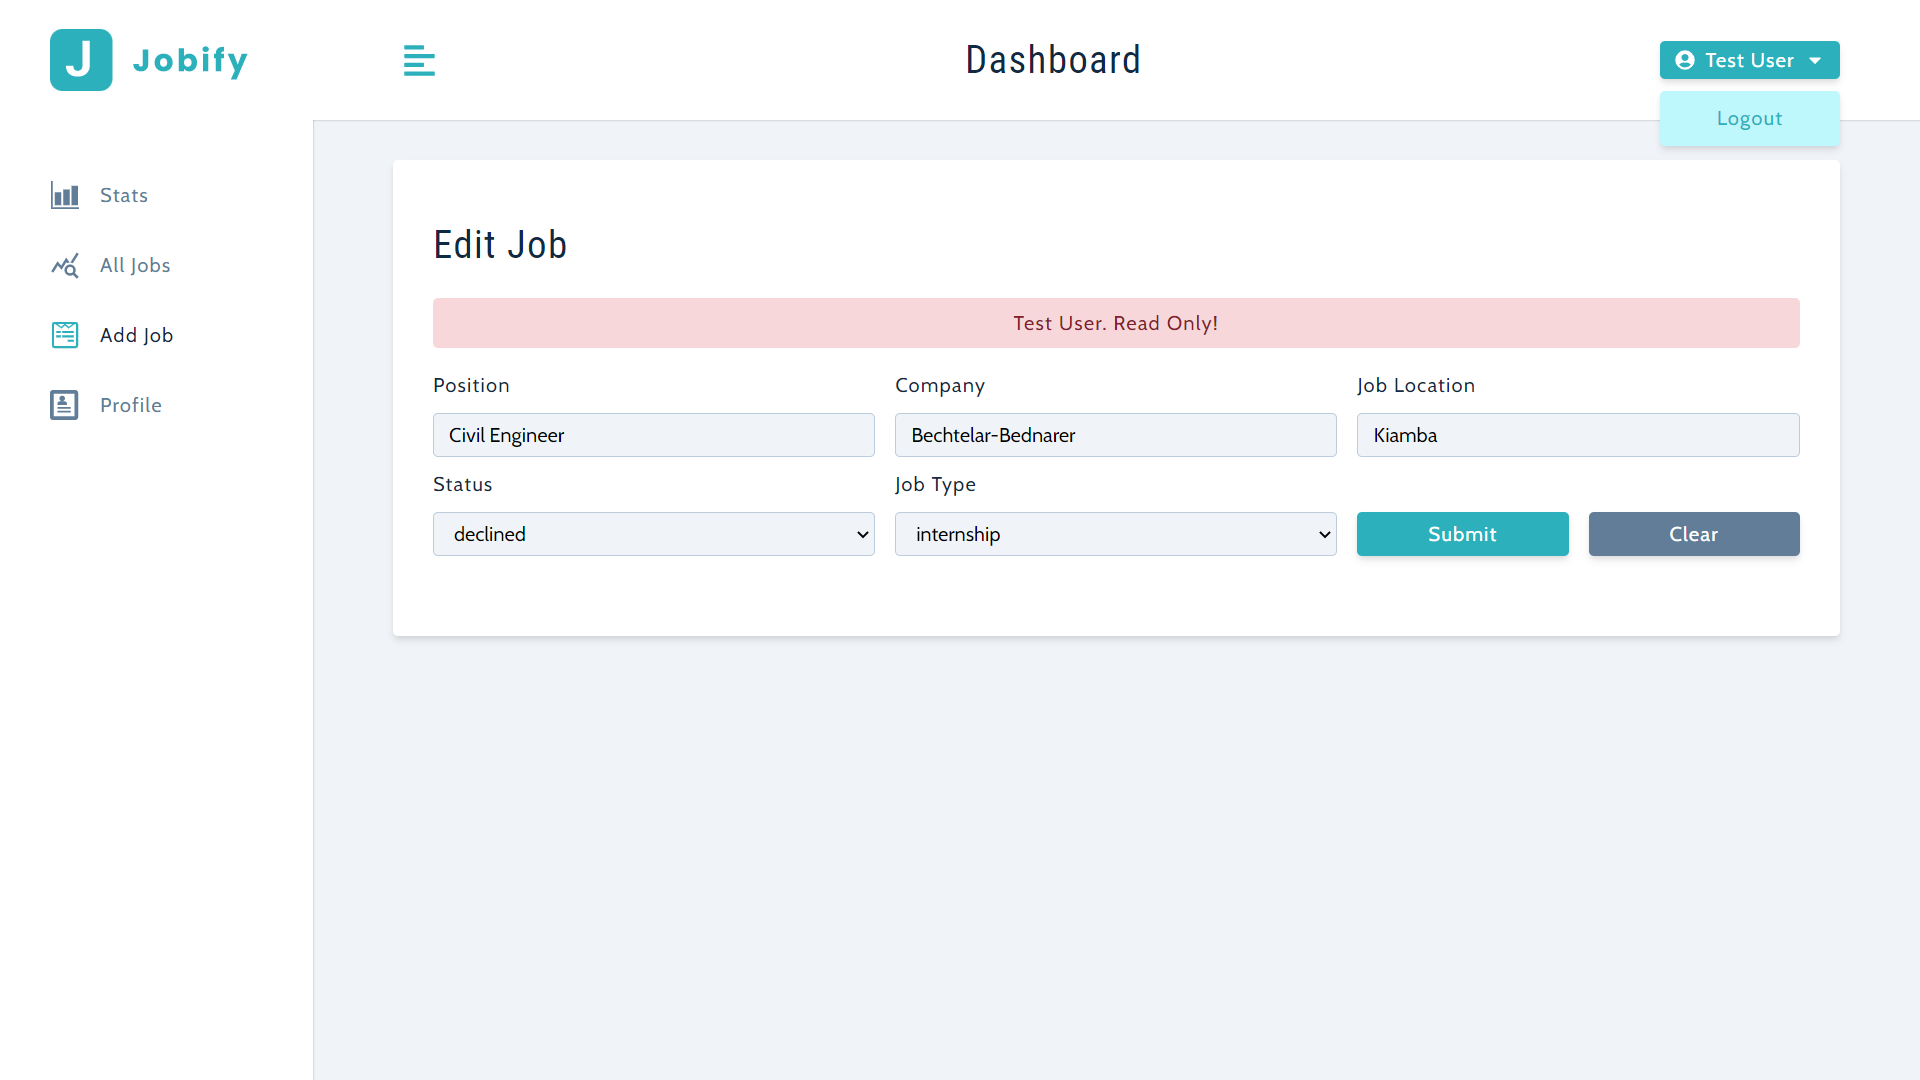 J Jobify
Dashboard
Test User
Logout
Stats
All Jobs
Add Job
Profile
Edit Job
Test User. Read Only!
Position
Company
Job Location
Civil Engineer
Bechtelar-Bednarer
Kiamba
Status
Job Type
declined
internship
Submit
Clear